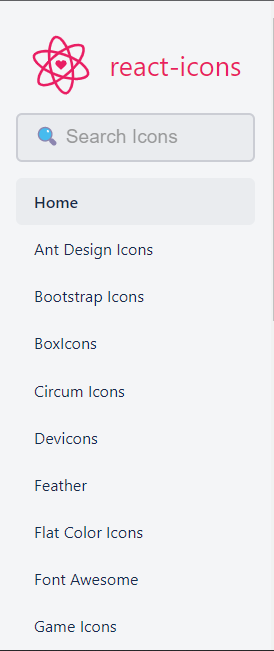 react-icons
🔍 Search Icons
Home
Ant Design Icons
Bootstrap Icons
BoxIcons
Circum Icons
Devicons
Feather
Flat Color Icons
Font Awesome
Game Icons